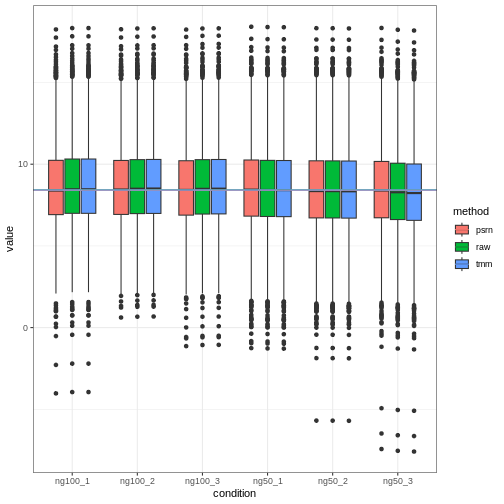 10
0
value
ng100_1 ng100_2 ng100_3 ng50_1 ng50_2 ng50_3
condition
method
psrn
raw
tmm